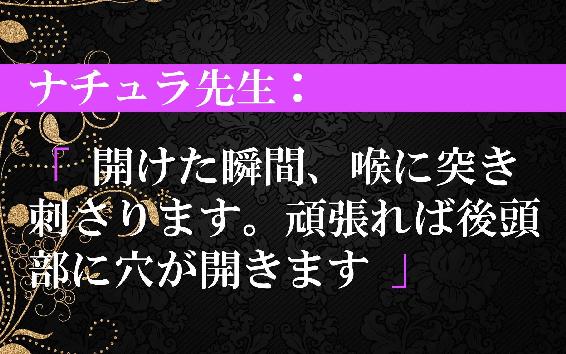 ナチュラ先生：
「 開けた瞬間、喉に突き
刺さります。頑張れば後頭
部に穴が開きます 」